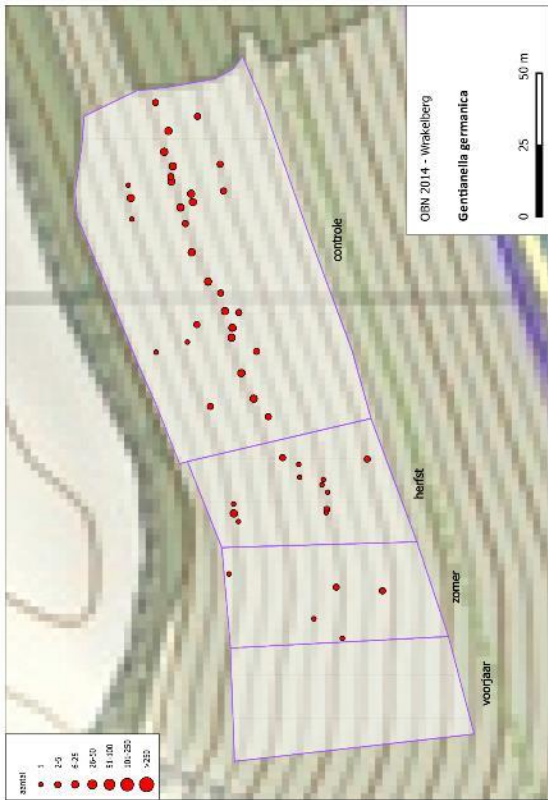 OBN 2014 - Wrakelberg
Gentianella germanica
0 25 50 m
controle
herfst
zomer
voorjaar
aantal
1
2-5
6-25
26-50
51-100
101-250
>250